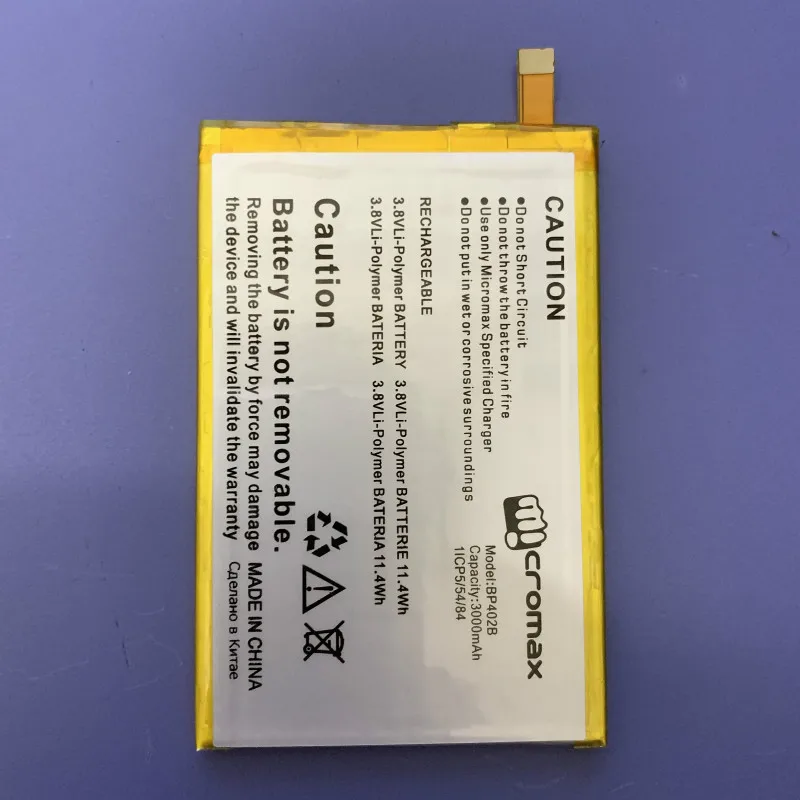 CAUTION
•Do not Short Circuit
•Do not throw the battery in fire
•Use only Micromax Specified Charger
•Do not put in wet or corrosive surroundings
micromax
Model:BP402B
Capacity:3000mAh
1ICP5/54/84
RECHARGEABLE
3.8VLi-Polymer BATTERY 3.8VLi-Polymer BATTERIE 11.4Wh
3.8VLi-Polymer BATERIA 3.8VLi-Polymer BATERIA 11.4Wh
Caution
Battery is not removable.
Removing the battery by force may damage
the device and will invalidate the warranty
MADE IN CHINA
Сделано в Китае